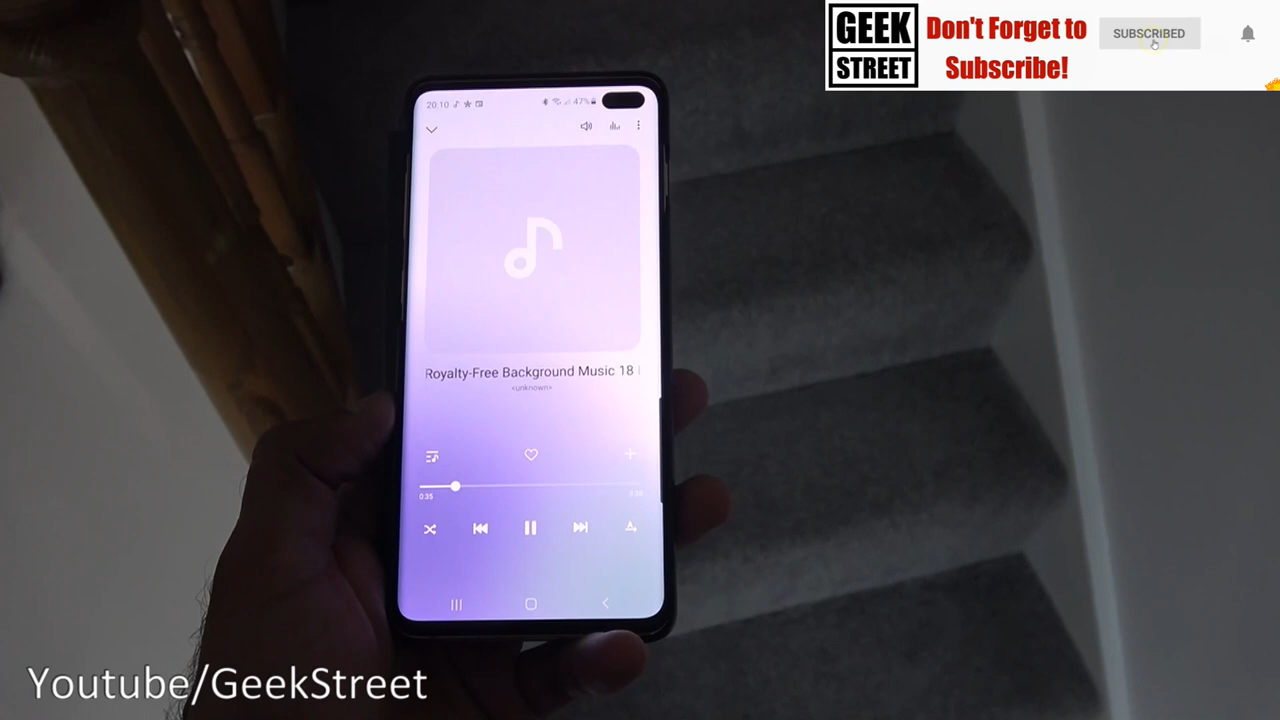 GEEK
STREET
Don't Forget to
Subscribe!
SUBSCRIBED
20:10
47%
Royalty-Free Background Music 18
<unknown>
0:35
Youtube/GeekStreet